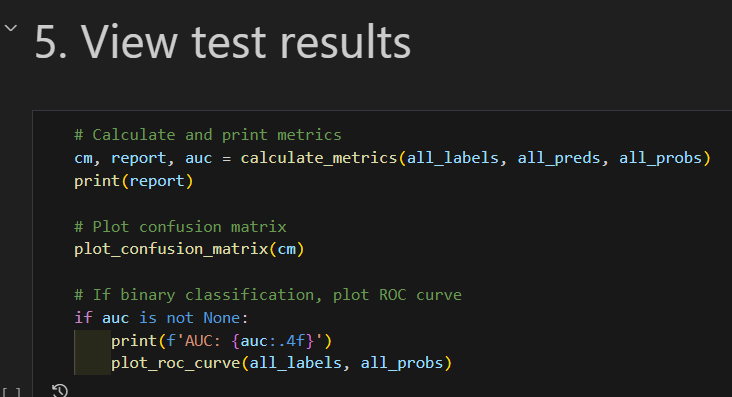 5. View test results
# Calculate and print metrics
cm, report, auc = calculate_metrics(all_labels, all_preds, all_probs)
print(report)
# Plot confusion matrix
plot_confusion_matrix(cm)
# If binary classification, plot ROC curve
if auc is not None:
    print(f'AUC: {auc:.4f}')
    plot_roc_curve(all_labels, all_probs)
[ ]